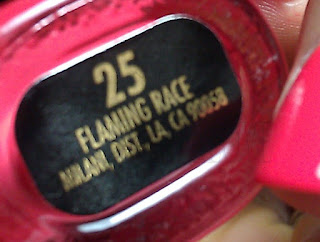 25
FLAMING RACE
MILANI, DIST., LA, CA 90058